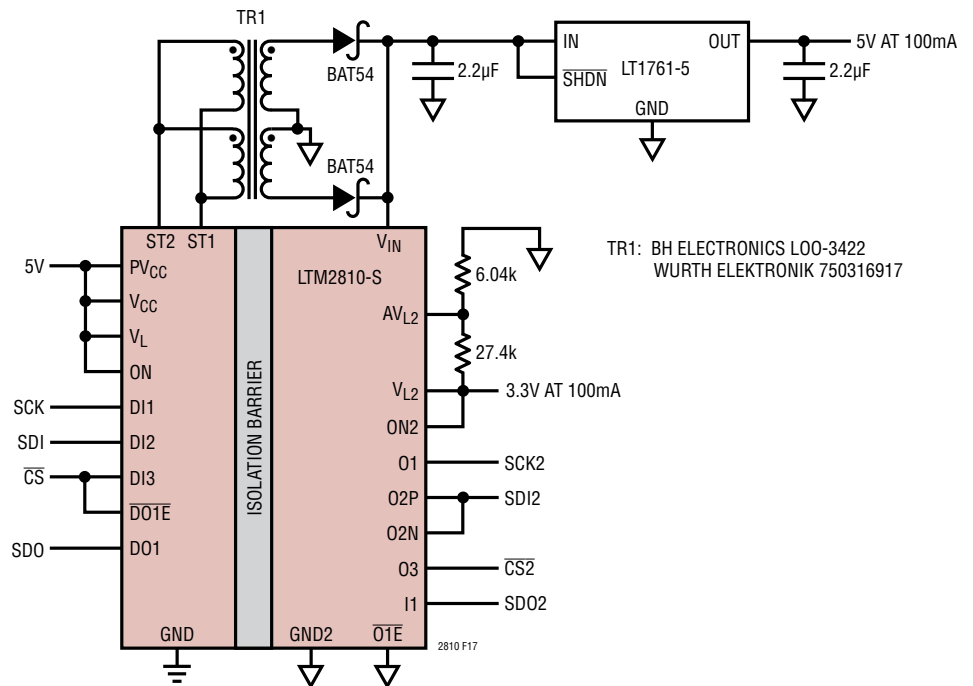 TR1
BAT54
2.2µF
IN
OUT
SHDN
LT1761-5
GND
5V AT 100mA
2.2µF
BAT54
ST2
ST1
VIN
5V
PVCC
VCC
VL
ON
SCK
DI1
SDI
DI2
CS
DI3
DO1E
SDO
DO1
GND
ISOLATION BARRIER
LTM2810-S
6.04k
AVL2
27.4k
VL2
3.3V AT 100mA
ON2
O1
SCK2
O2P
SDI2
O2N
O3
CS2
I1
SDO2
GND2
O1E
2810 F17
TR1: BH ELECTRONICS LOO-3422
WURTH ELEKTRONIK 750316917